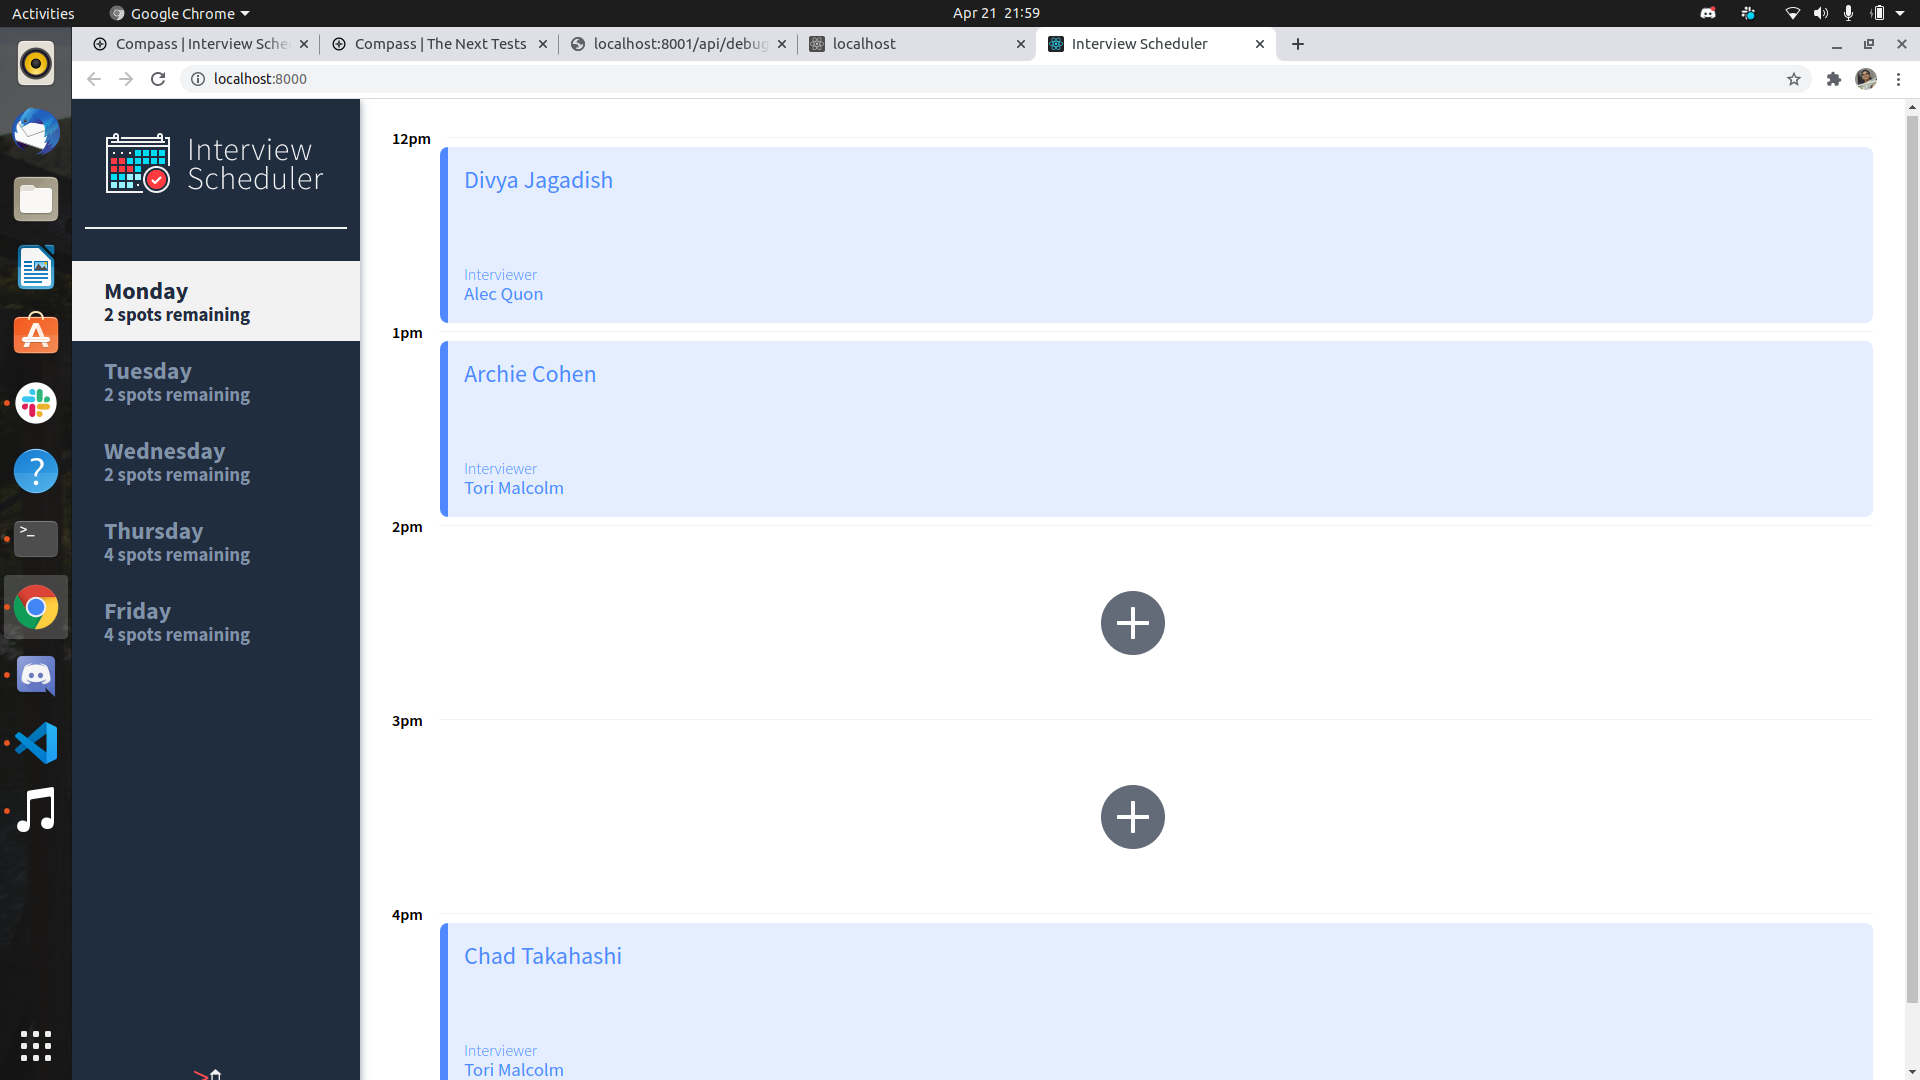 Activities
Google Chrome
Apr 21 21:59
Compass | Interview Sche
Compass | The Next Tests
localhost:8001/api/debug
localhost
Interview Scheduler
localhost:8000
Interview
Scheduler
Monday
2 spots remaining
Tuesday
2 spots remaining
Wednesday
2 spots remaining
Thursday
4 spots remaining
Friday
4 spots remaining
12pm
Divya Jagadish
Interviewer
Alec Quon
1pm
Archie Cohen
Interviewer
Tori Malcolm
2pm
3pm
4pm
Chad Takahashi
Interviewer
Tori Malcolm